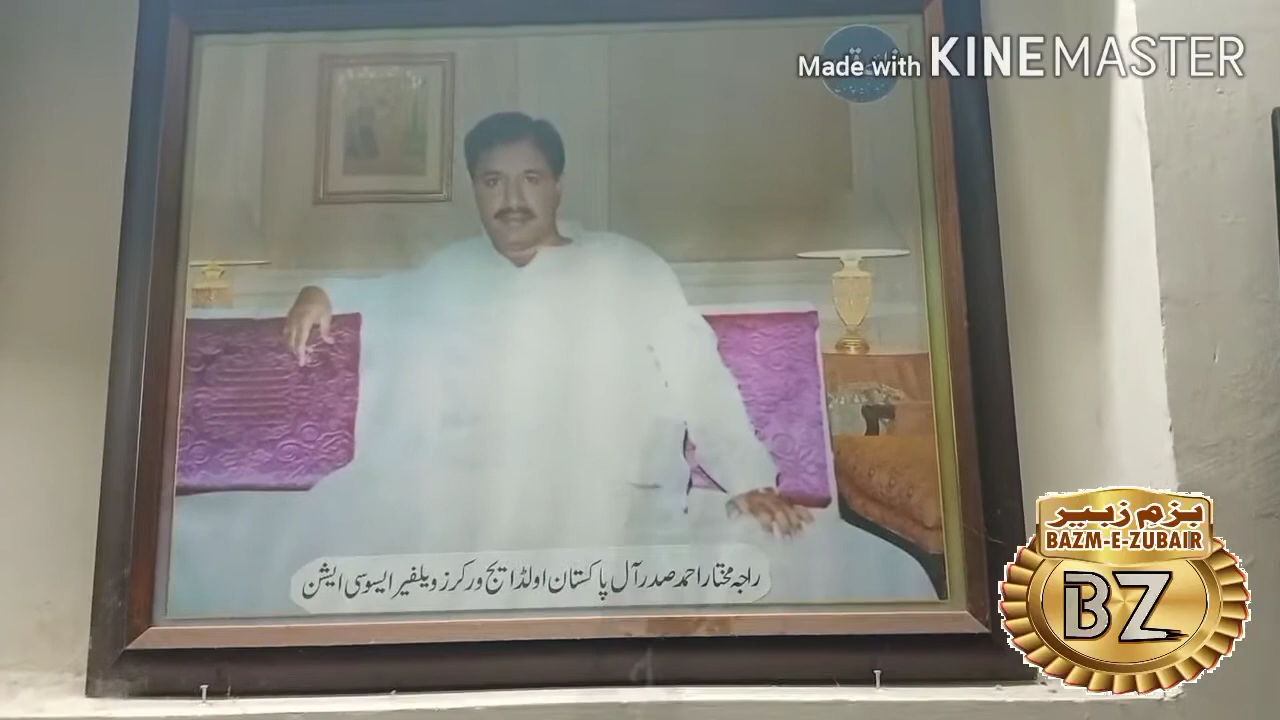 Made with KINEMASTER
راجہ مختار احمد صدر آل پاکستان اولڈ ایج ورکرز ویلفیر ایسوسی ایشن
بزمِ زبیر
BAZM-E-ZUBAIR
BZ